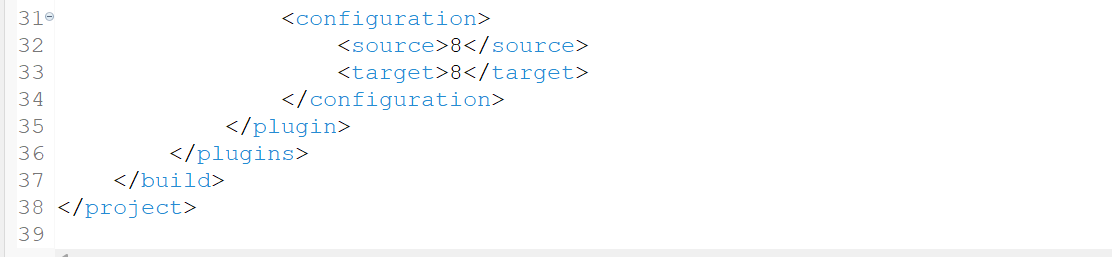 31 <configuration>
32 <source>8</source>
33 <target>8</target>
34 </configuration>
35 </plugin>
36 </plugins>
37 </build>
38 </project>
39